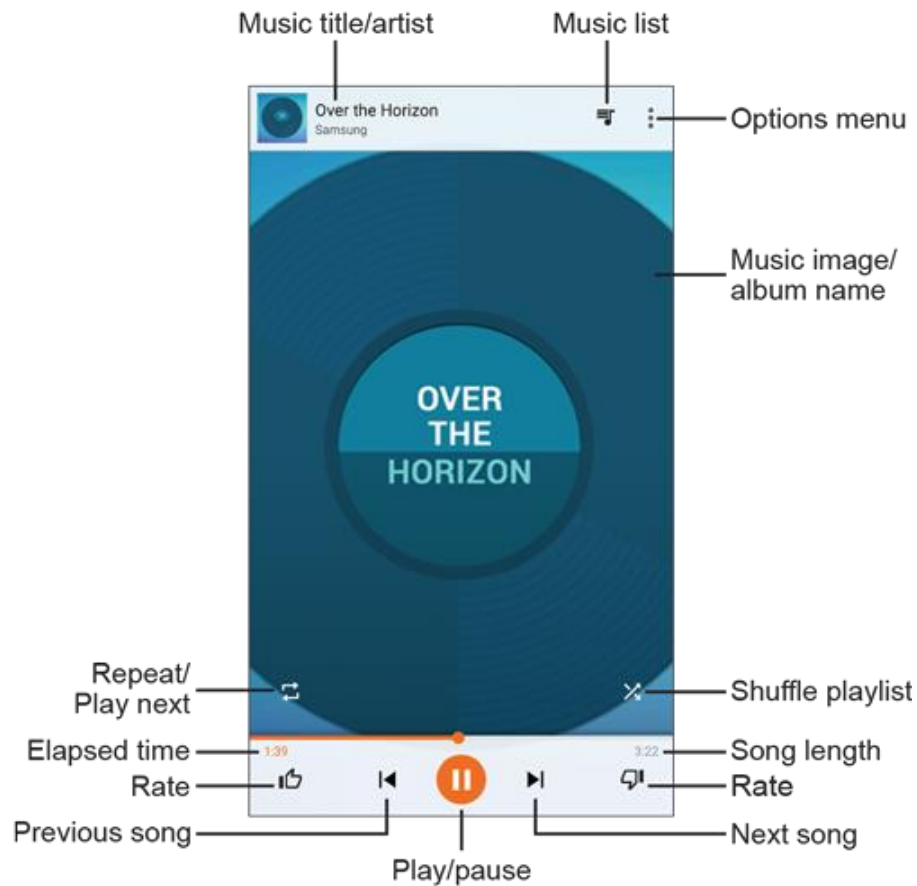 Music title/artist
Music list
Over the Horizon
Samsung
Options menu
Music image/
album name
OVER
THE
HORIZON
Repeat/
Play next
Shuffle playlist
Elapsed time
1:39
3:22
Song length
Rate
Rate
Previous song
Next song
Play/pause